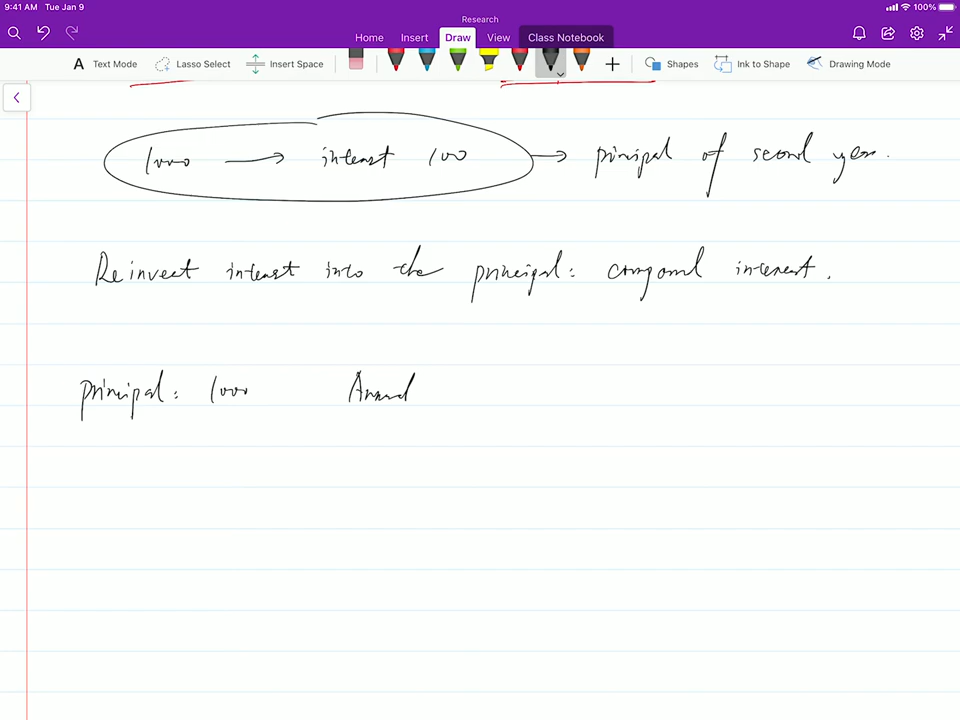 9:41 AM Tue Jan 9 100%
Research
Home Insert Draw View Class Notebook
Text Mode Lasso Select Insert Space Shapes Ink to Shape Drawing Mode
1000 → interest 100 → principal of second year.
Reinvest interest into the principal: compound interest.
principal: 1000 Annual